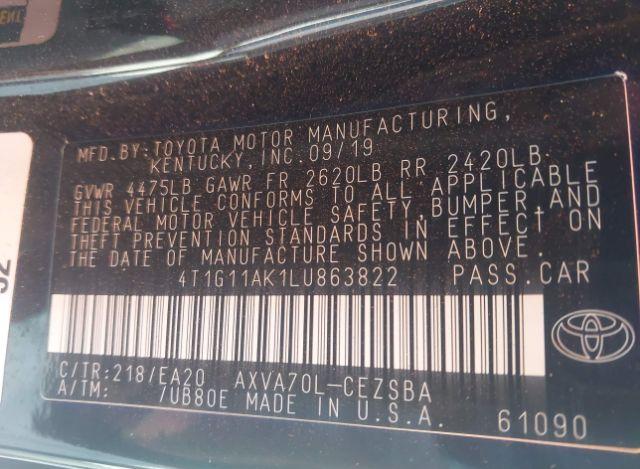 MFD.BY:TOYOTA MOTOR MANUFACTURING,
KENTUCKY,INC.09/19
GVWR 4475LB GAWR FR 2620LB RR 2420LB
THIS VEHICLE CONFORMS TO ALL APPLICABLE
FEDERAL MOTOR VEHICLE SAFETY,BUMPER,AND
THEFT PREVENTION STANDARDS IN EFFECT ON
THE DATE OF MANUFACTURE SHOWN ABOVE.
4T1G11AK1LU863822 PASS.CAR
C/TR:218/EA20 AXVA70L-CEZSBA
A/TM: /UB80E MADE IN U.S.A. 61090